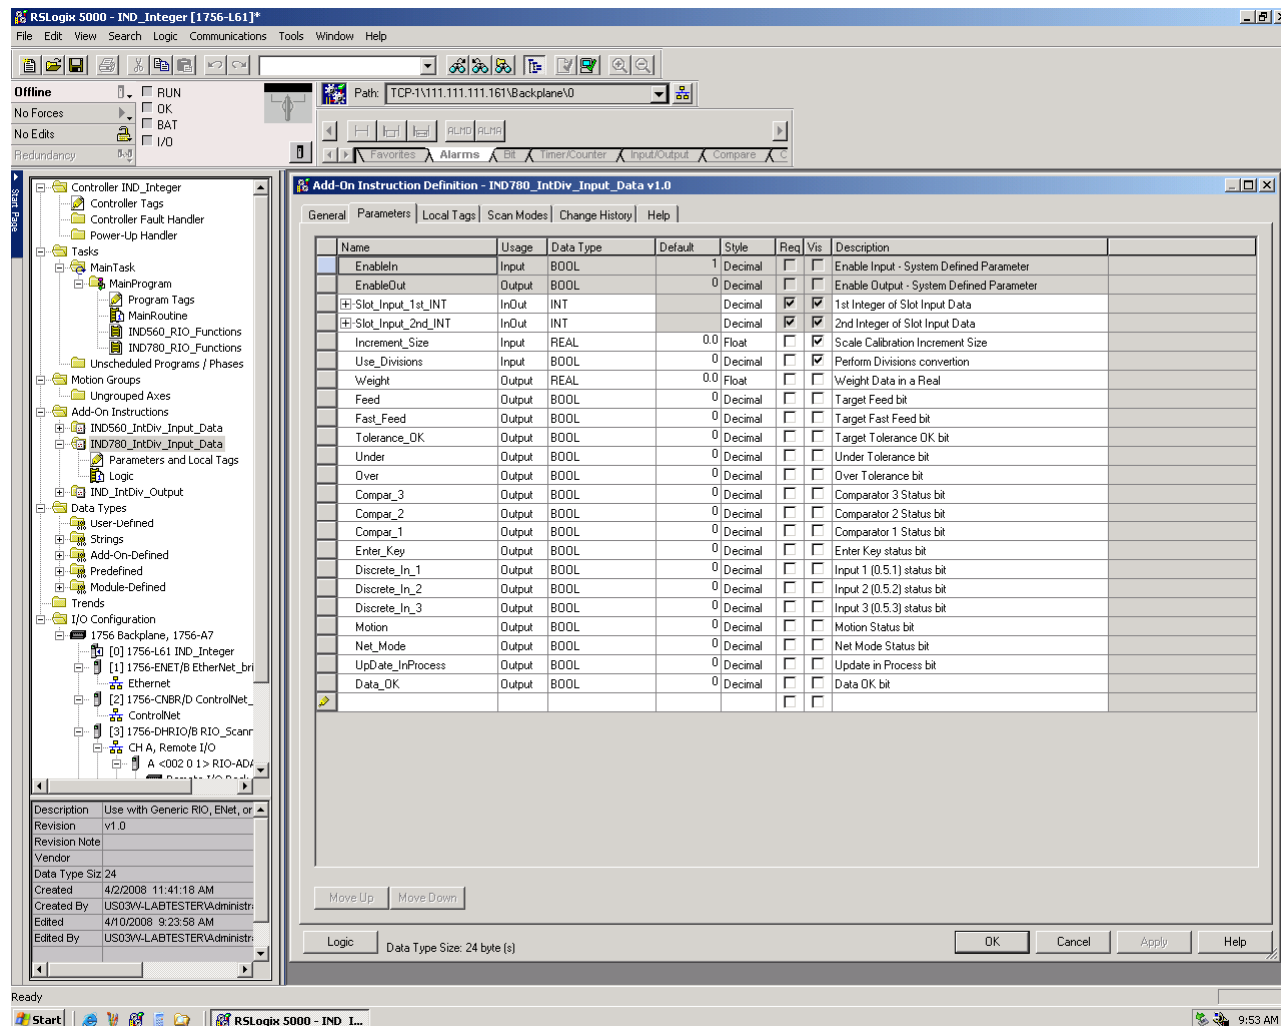 RSLogix 5000 - IND_Integer [1756-L61]*
File Edit View Search Logic Communications Tools Window Help
Offline
RUN
No Forces
OK
No Edits
BAT
Redundancy
I/O
Path: TCP-1\111.111.111.161\Backplane\0
ALMD ALMA
Favorites Alarms Bit Timer/Counter Input/Output Compare C
Start Page
Controller IND_Integer
Controller Tags
Controller Fault Handler
Power-Up Handler
Tasks
MainTask
MainProgram
Program Tags
MainRoutine
IND560_RIO_Functions
IND780_RIO_Functions
Unscheduled Programs / Phases
Motion Groups
Ungrouped Axes
Add-On Instructions
IND560_IntDiv_Input_Data
IND780_IntDiv_Input_Data
Parameters and Local Tags
Logic
IND_IntDiv_Output
Data Types
User-Defined
Strings
Add-On-Defined
Predefined
Module-Defined
Trends
I/O Configuration
1756 Backplane, 1756-A7
[0] 1756-L61 IND_Integer
[1] 1756-ENET/B EtherNet_bri
Ethernet
[2] 1756-CNBR/D ControlNet_
ControlNet
[3] 1756-DHRIO/B RIO_Scanr
CH A, Remote I/O
A <002 0 1> RIO-ADA
Description Use with Generic RIO, ENet, or
Revision v1.0
Revision Note
Vendor
Data Type Siz 24
Created 4/2/2008 11:41:18 AM
Created By US03W-LABTESTER\Administr
Edited 4/10/2008 9:23:58 AM
Edited By US03W-LABTESTER\Administr
Add-On Instruction Definition - IND780_IntDiv_Input_Data v1.0
General Parameters Local Tags Scan Modes Change History Help
Name Usage Data Type Default Style Req Vis Description
EnableIn Input BOOL 1 Decimal Enable Input - System Defined Parameter
EnableOut Output BOOL 0 Decimal Enable Output - System Defined Parameter
Slot_Input_1st_INT InOut INT Decimal 1st Integer of Slot Input Data
Slot_Input_2nd_INT InOut INT Decimal 2nd Integer of Slot Input Data
Increment_Size Input REAL 0.0 Float Scale Calibration Increment Size
Use_Divisions Input BOOL 0 Decimal Perform Divisions convertion
Weight Output REAL 0.0 Float Weight Data in a Real
Feed Output BOOL 0 Decimal Target Feed bit
Fast_Feed Output BOOL 0 Decimal Target Fast Feed bit
Tolerance_OK Output BOOL 0 Decimal Target Tolerance OK bit
Under Output BOOL 0 Decimal Under Tolerance bit
Over Output BOOL 0 Decimal Over Tolerance bit
Compar_3 Output BOOL 0 Decimal Comparator 3 Status bit
Compar_2 Output BOOL 0 Decimal Comparator 2 Status bit
Compar_1 Output BOOL 0 Decimal Comparator 1 Status bit
Enter_Key Output BOOL 0 Decimal Enter Key status bit
Discrete_In_1 Output BOOL 0 Decimal Input 1 (0.5.1) status bit
Discrete_In_2 Output BOOL 0 Decimal Input 2 (0.5.2) status bit
Discrete_In_3 Output BOOL 0 Decimal Input 3 (0.5.3) status bit
Motion Output BOOL 0 Decimal Motion Status bit
Net_Mode Output BOOL 0 Decimal Net Mode Status bit
UpDate_InProcess Output BOOL 0 Decimal Update in Process bit
Data_OK Output BOOL 0 Decimal Data OK bit
Move Up Move Down
Logic Data Type Size: 24 byte (s) OK Cancel Apply Help
Ready
Start RSLogix 5000 - IND_I... 9:53 AM